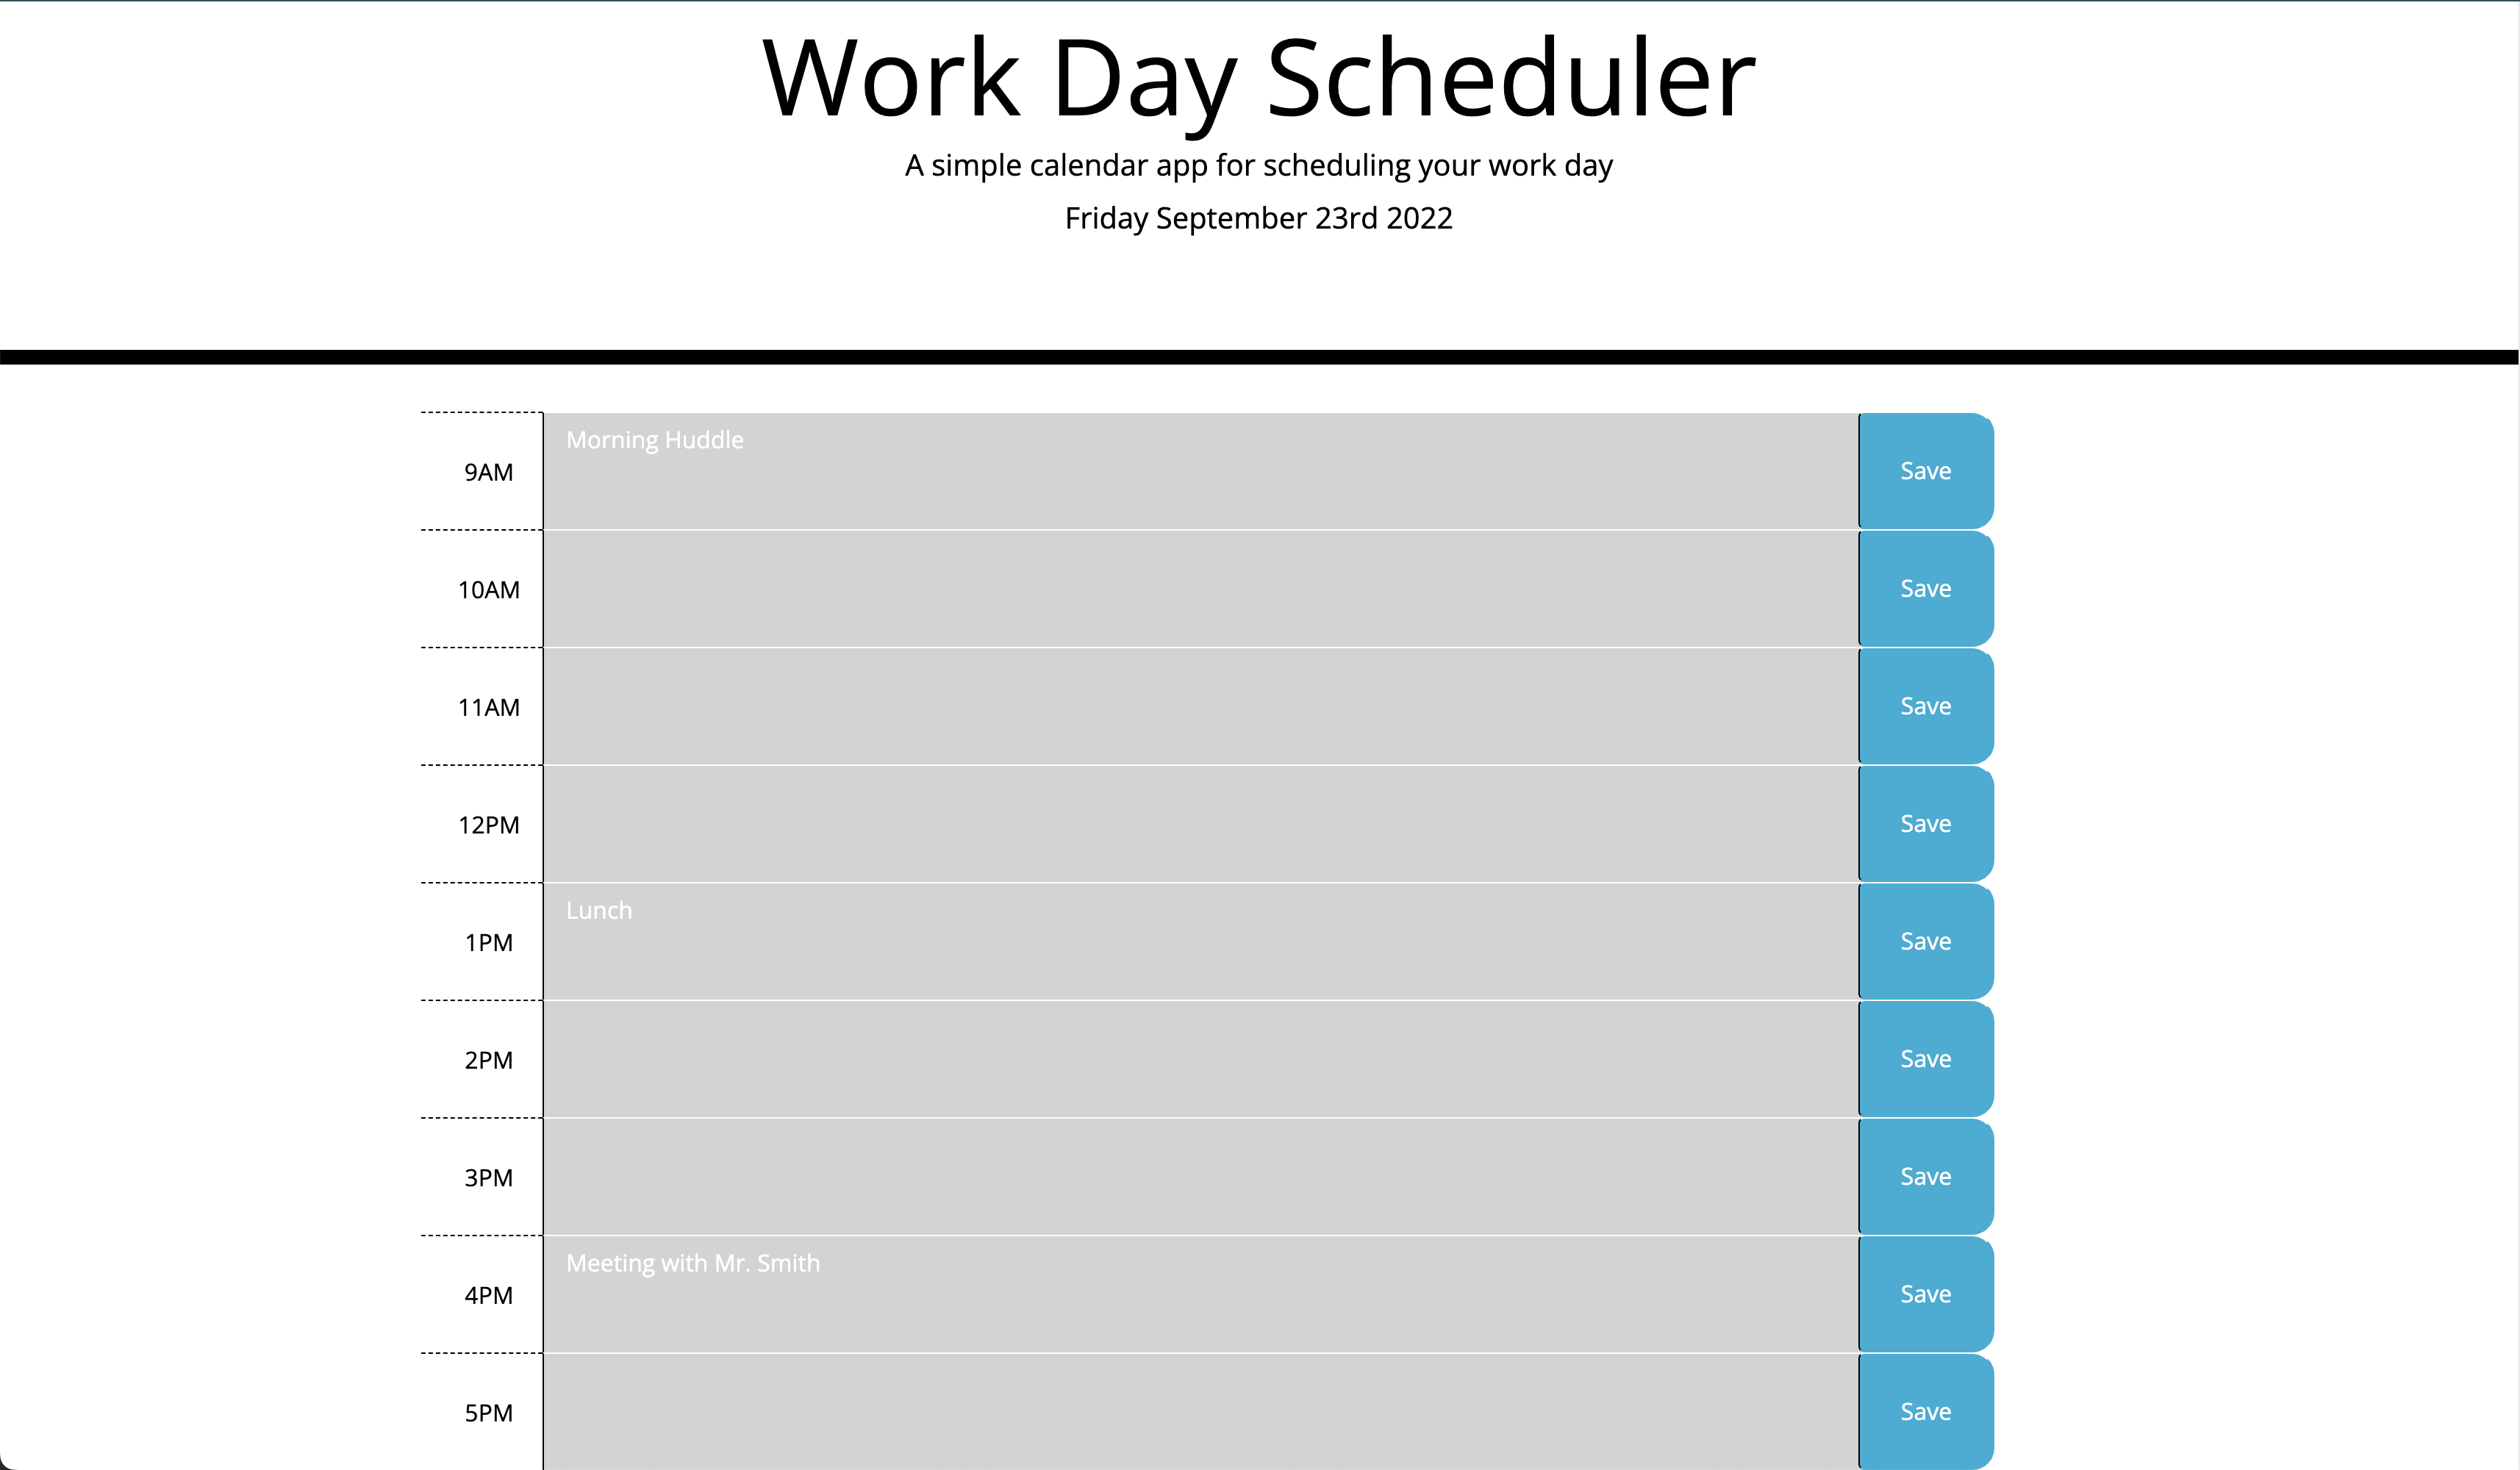 Work Day Scheduler
A simple calendar app for scheduling your work day
Friday September 23rd 2022
Morning Huddle
9AM
Save
10AM
Save
11AM
Save
12PM
Save
Lunch
1PM
Save
2PM
Save
3PM
Save
Meeting with Mr. Smith
4PM
Save
5PM
Save